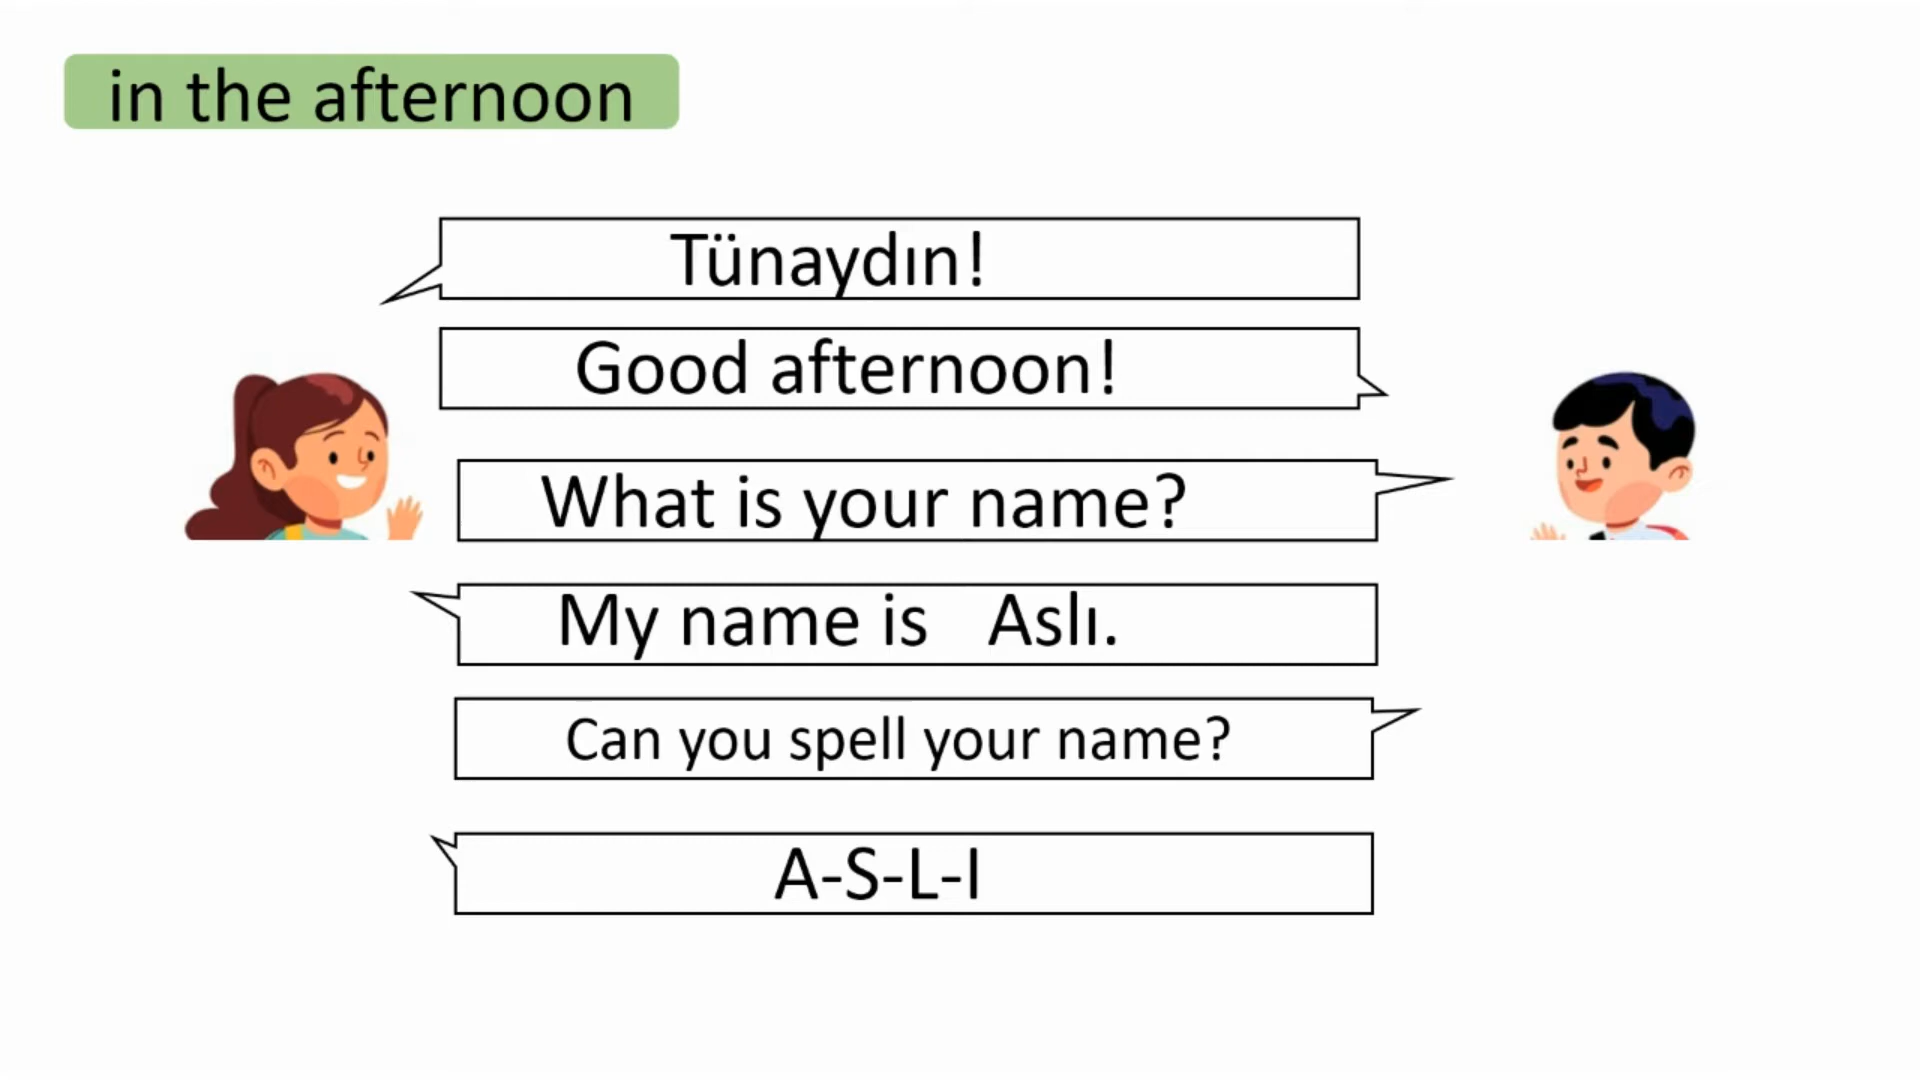 in the afternoon
Tünaydın!
Good afternoon!
What is your name?
My name is Aslı.
Can you spell your name?
A-S-L-I